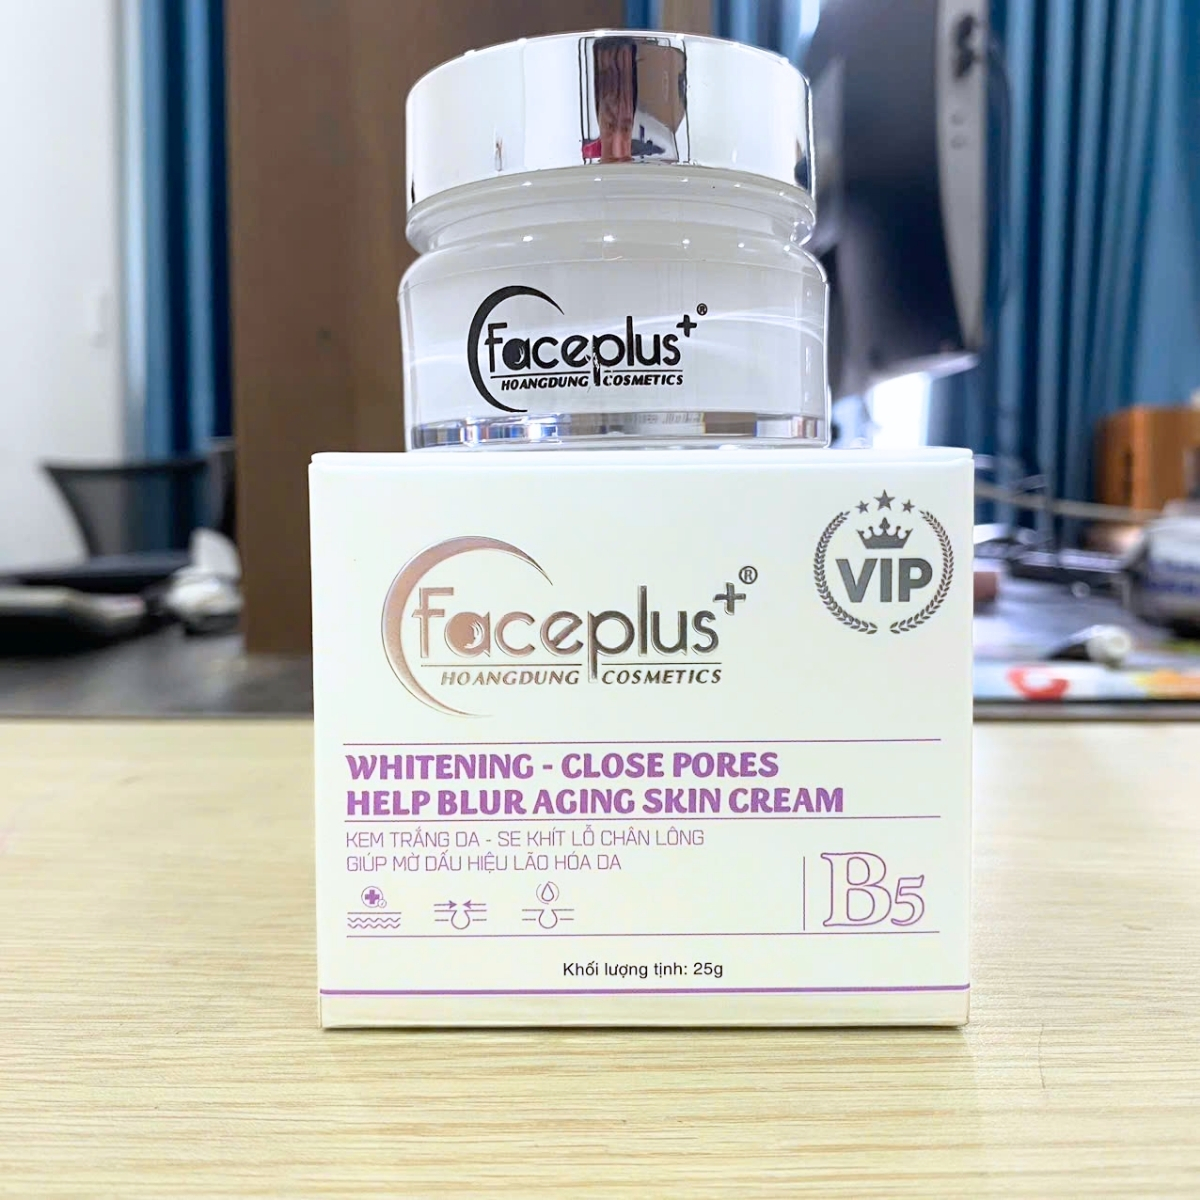 faceplus+®
HOANGDUNG COSMETICS
faceplus+®
HOANGDUNG COSMETICS
VIP
WHITENING - CLOSE PORES
HELP BLUR AGING SKIN CREAM
KEM TRẮNG DA - SE KHÍT LỖ CHÂN LÔNG
GIÚP MỜ DẤU HIỆU LÃO HÓA DA
B5
Khối lượng tịnh: 25g